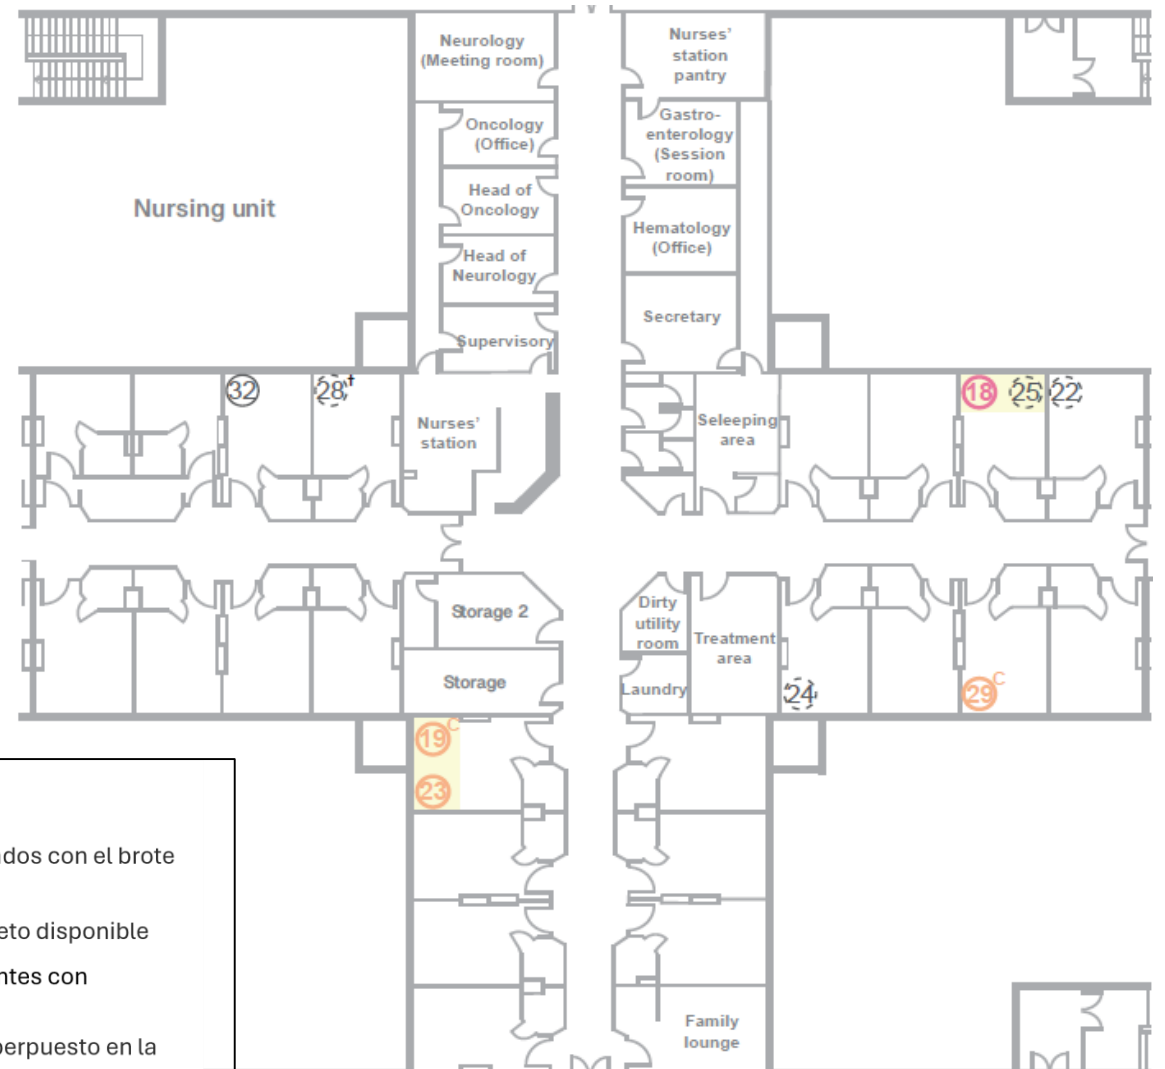 Neurology
(Meeting room)
Nurses'
station
pantry
Oncology
(Office)
Gastro-
enterology
(Session
room)
Head of
Oncology
Nursing unit
Hematology
(Office)
Head of
Neurology
Secretary
Supervisory
32
28†
18
25
22
Nurses'
station
Seleeping
area
Storage 2
Dirty
utility
room
Treatment
area
Storage
Laundry
24
29 C
19 C
23
dos con el brote
eto disponible
ntes con
perpuesto en la
Family
lounge